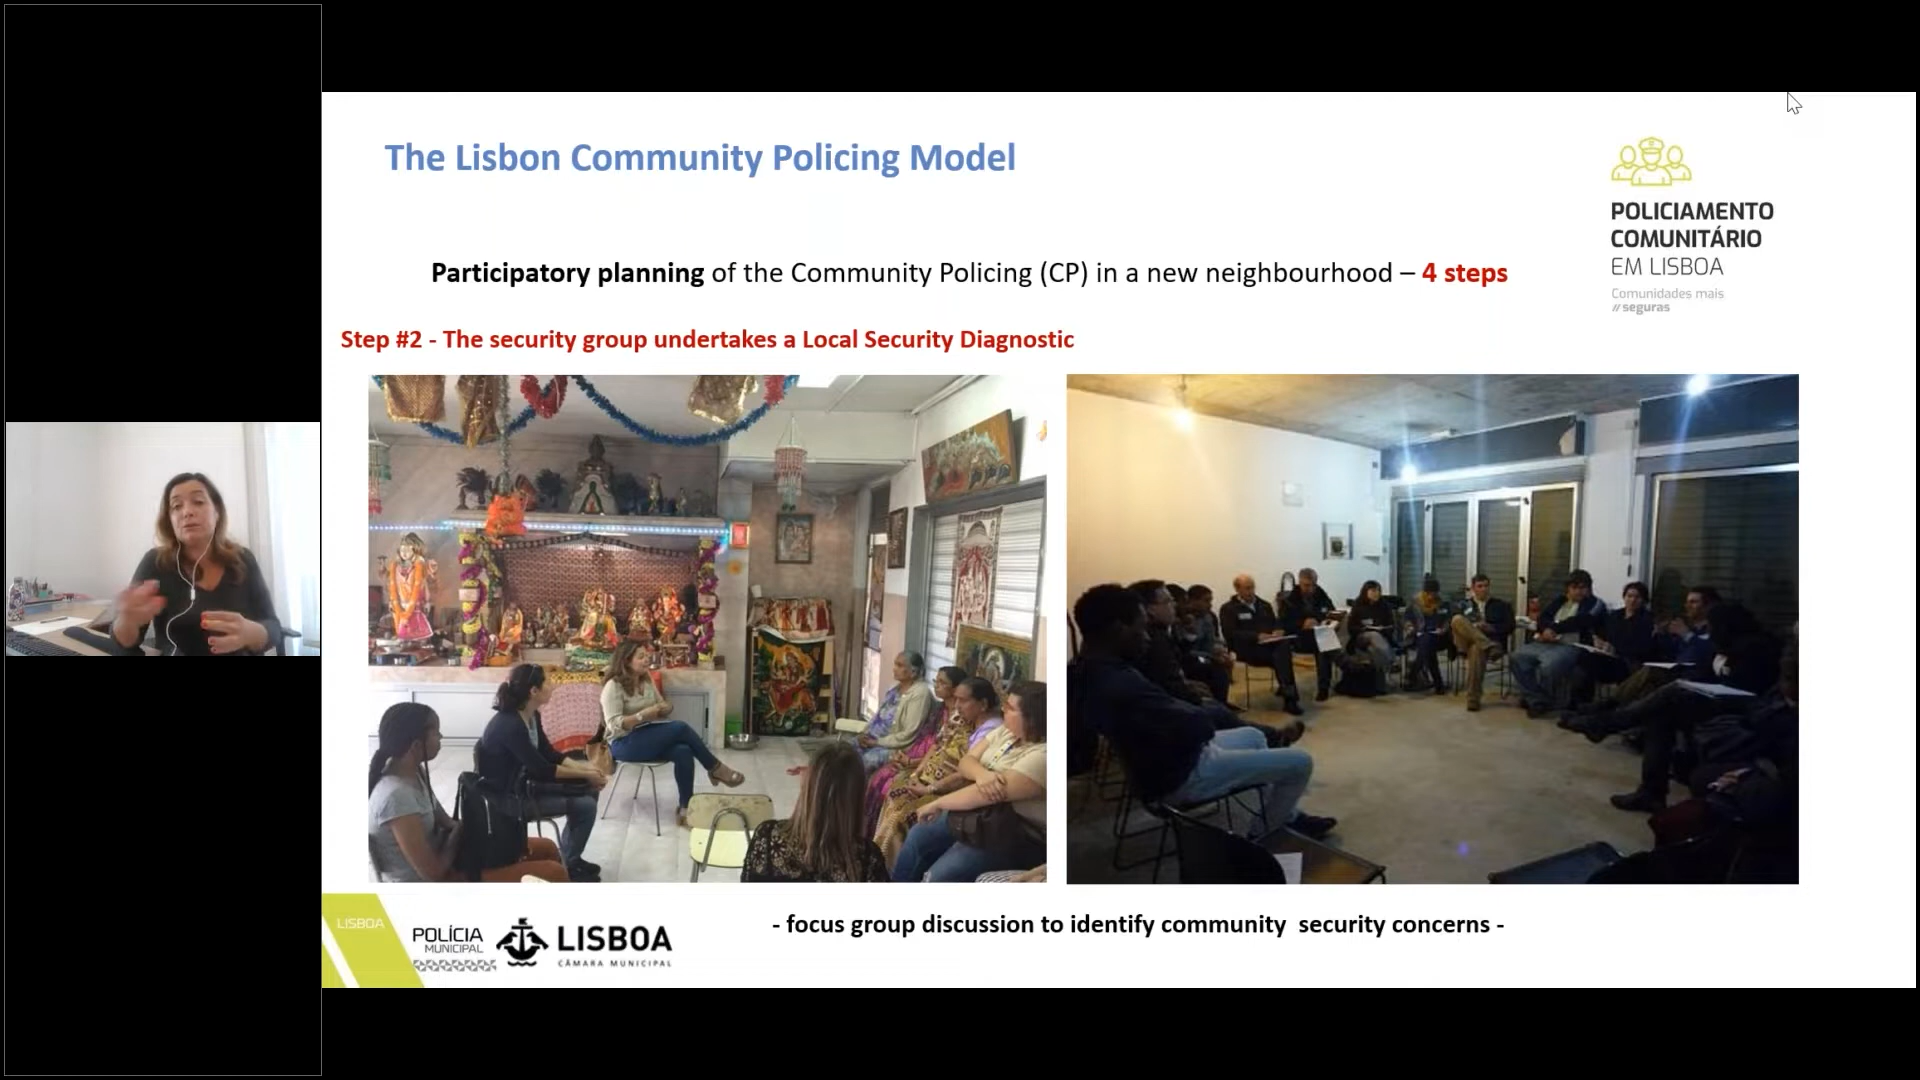 The Lisbon Community Policing Model
POLICIAMENTO
COMUNITÁRIO
EM LISBOA
Comunidades mais
//seguras
Participatory planning of the Community Policing (CP) in a new neighbourhood – 4 steps
Step #2 - The security group undertakes a Local Security Diagnostic
- focus group discussion to identify community  security concerns -
LISBOA
POLÍCIA
MUNICIPAL
LISBOA
CÂMARA MUNICIPAL